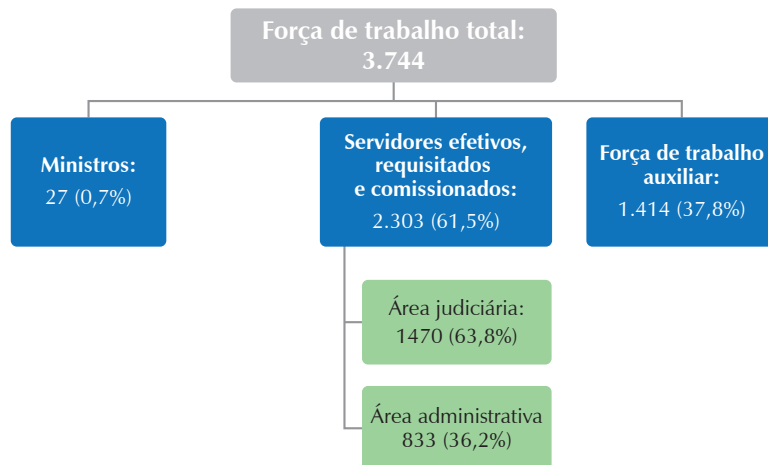 Força de trabalho total:
3.744
Ministros:
27 (0,7%)
Servidores efetivos,
requisitados
e comissionados:
2.303 (61,5%)
Força de trabalho
auxiliar:
1.414 (37,8%)
Área judiciária:
1470 (63,8%)
Área administrativa
833 (36,2%)